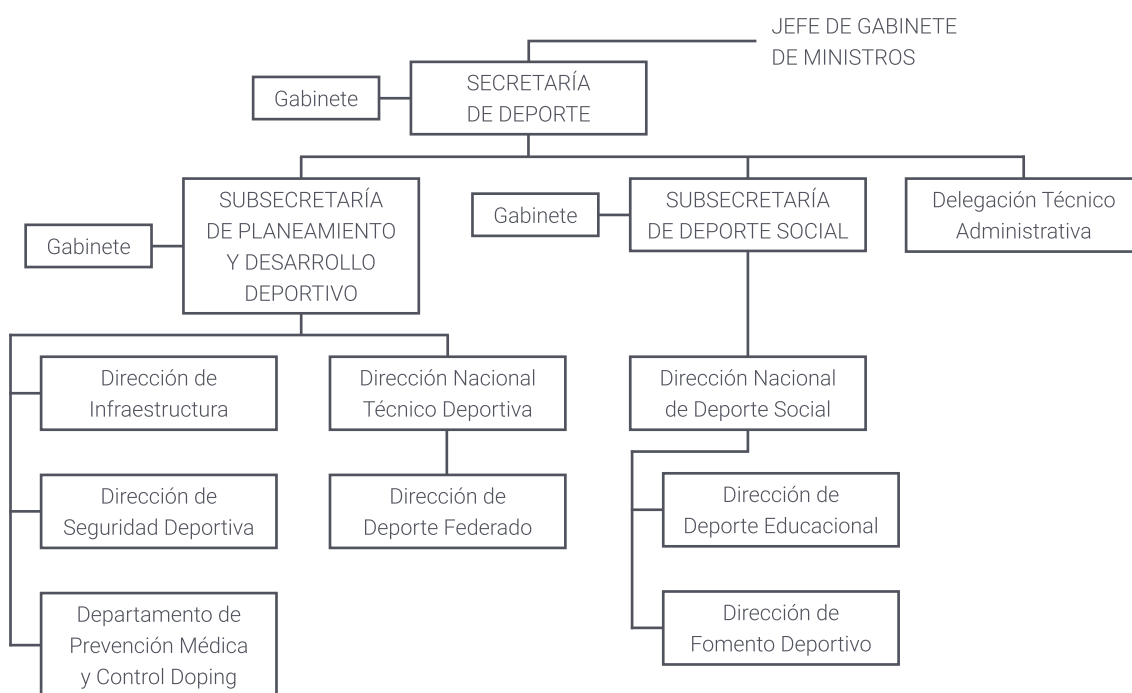 JEFE DE GABINETE
DE MINISTROS
SECRETARÍA
DE DEPORTE
Gabinete
SUBSECRETARÍA
DE PLANEAMIENTO
Y DESARROLLO
DEPORTIVO
Gabinete
SUBSECRETARÍA
DE DEPORTE SOCIAL
Gabinete
Delegación Técnico
Administrativa
Dirección de
Infraestructura
Dirección Nacional
Técnico Deportiva
Dirección Nacional
de Deporte Social
Dirección de
Seguridad Deportiva
Dirección de
Deporte Federado
Dirección de
Deporte Educacional
Departamento de
Prevención Médica
y Control Doping
Dirección de
Fomento Deportivo